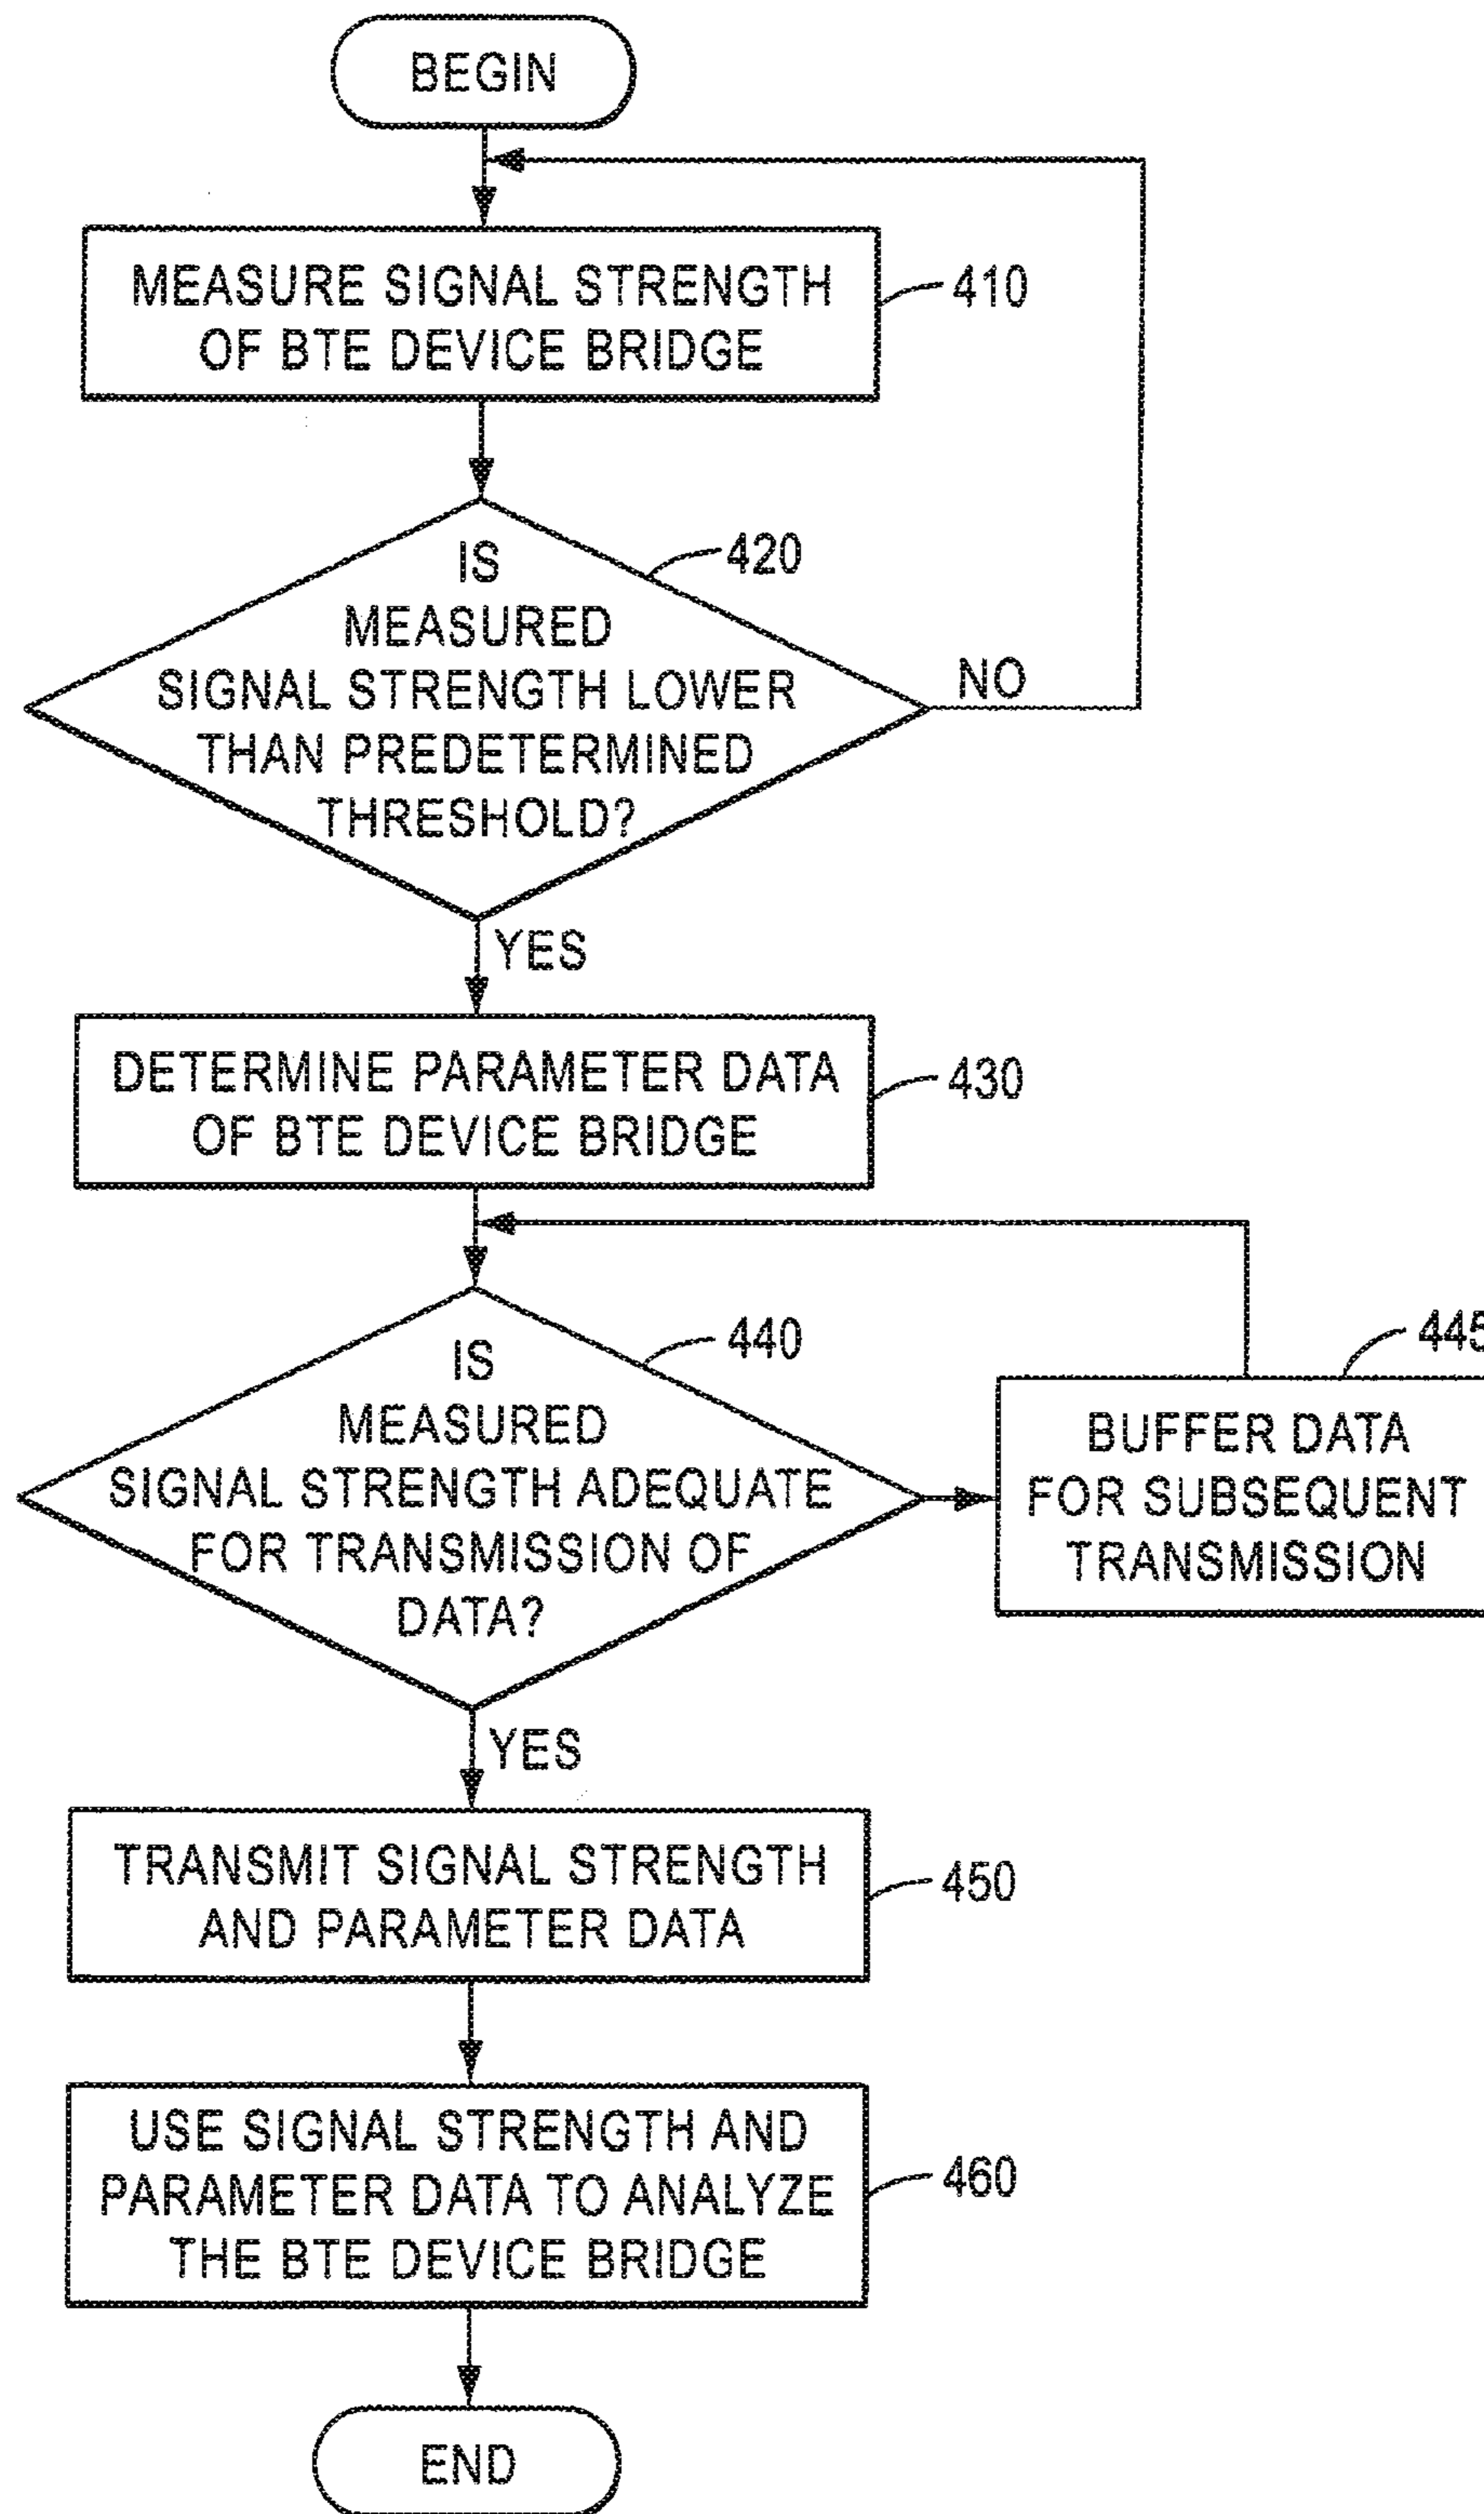 BEGIN
MEASURE SIGNAL STRENGTH
OF BTE DEVICE BRIDGE
410
IS
MEASURED
SIGNAL STRENGTH LOWER
THAN PREDETERMINED
THRESHOLD?
420
NO
YES
DETERMINE PARAMETER DATA
OF BTE DEVICE BRIDGE
430
IS
MEASURED
SIGNAL STRENGTH ADEQUATE
FOR TRANSMISSION OF
DATA?
440
445
BUFFER DATA
FOR SUBSEQUENT
TRANSMISSION
YES
TRANSMIT SIGNAL STRENGTH
AND PARAMETER DATA
450
USE SIGNAL STRENGTH AND
PARAMETER DATA TO ANALYZE
THE BTE DEVICE BRIDGE
460
END